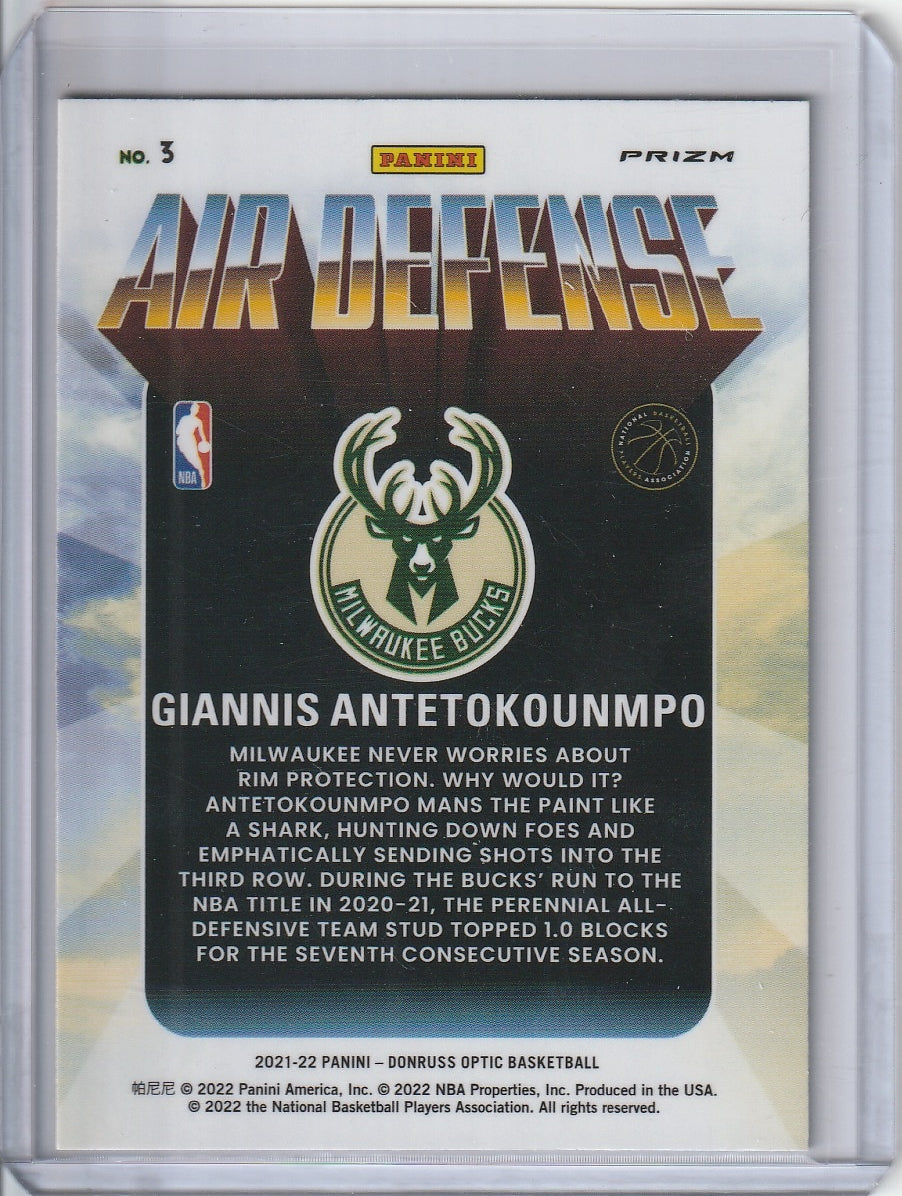 NO. 3
PANINI
PRIZM
AIR DEFENSE
NBA
NATIONAL BASKETBALL
PLAYERS ASSOCIATION
MILWAUKEE BUCKS
GIANNIS ANTETOKOUNMPO
MILWAUKEE NEVER WORRIES ABOUT
RIM PROTECTION. WHY WOULD IT?
ANTETOKOUNMPO MANS THE PAINT LIKE
A SHARK, HUNTING DOWN FOES AND
EMPHATICALLY SENDING SHOTS INTO THE
THIRD ROW. DURING THE BUCKS' RUN TO THE
NBA TITLE IN 2020-21, THE PERENNIAL ALL-
DEFENSIVE TEAM STUD TOPPED 1.0 BLOCKS
FOR THE SEVENTH CONSECUTIVE SEASON.
2021-22 PANINI – DONRUSS OPTIC BASKETBALL
帕尼尼 © 2022 Panini America, Inc. © 2022 NBA Properties, Inc. Produced in the USA.
© 2022 the National Basketball Players Association. All rights reserved.